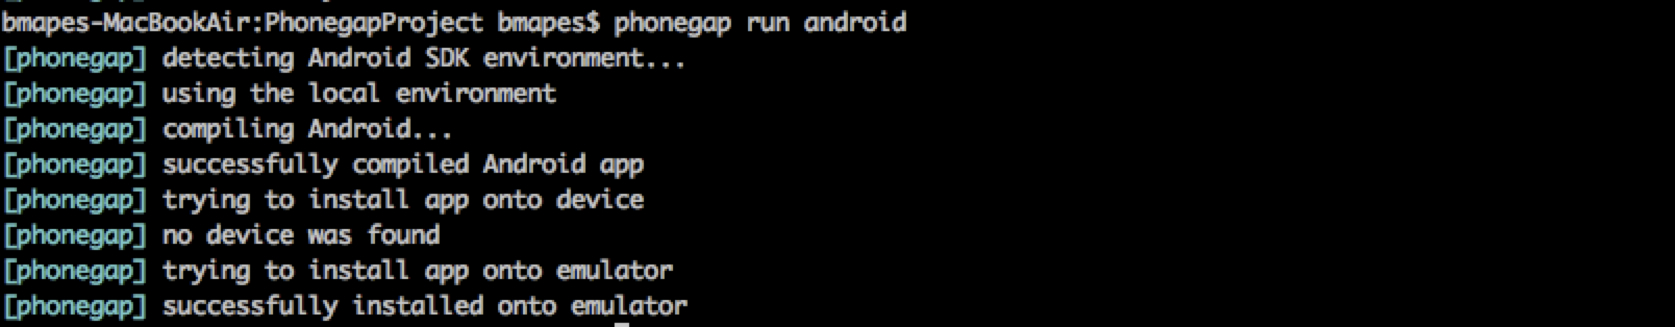 bmapes-MacBookAir:PhonegapProject bmapes$ phonegap run android
[phonegap] detecting Android SDK environment...
[phonegap] using the local environment
[phonegap] compiling Android...
[phonegap] successfully compiled Android app
[phonegap] trying to install app onto device
[phonegap] no device was found
[phonegap] trying to install app onto emulator
[phonegap] successfully installed onto emulator